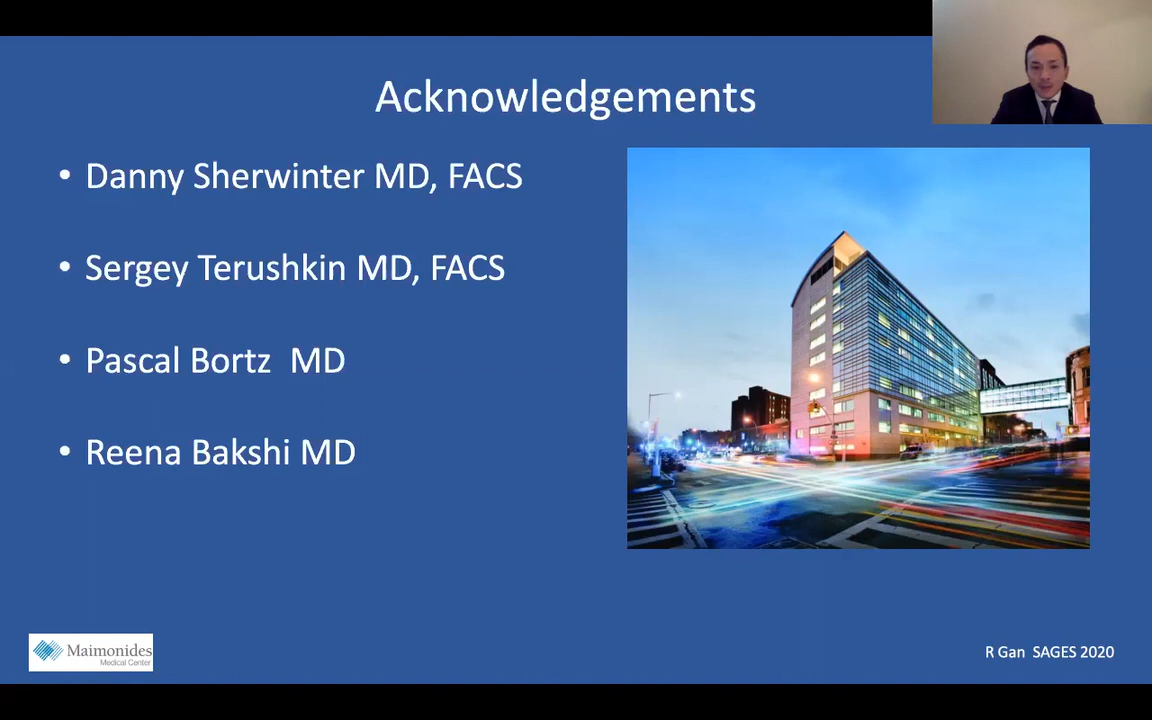 Acknowledgements
• Danny Sherwinter MD, FACS
• Sergey Terushkin MD, FACS
• Pascal Bortz  MD
• Reena Bakshi MD
Maimonides
Medical Center
R Gan  SAGES 2020